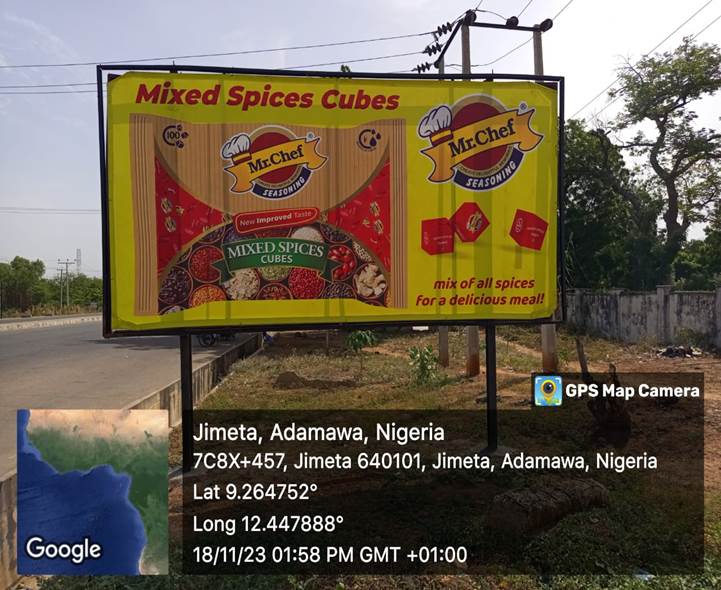 Mixed Spices Cubes
100
Mr.Chef
SEASONING
New Improved Taste
MIXED SPICES
CUBES
Mr.Chef
SEASONING
mix of all spices
for a delicious meal!
GPS Map Camera
Jimeta, Adamawa, Nigeria
7C8X+457, Jimeta 640101, Jimeta, Adamawa, Nigeria
Lat 9.264752°
Long 12.447888°
18/11/23 01:58 PM GMT +01:00
Google